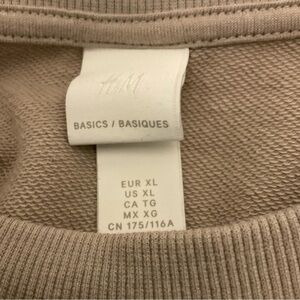 H&M
BASICS / BASIQUES
EUR XL
US XL
CA TG
MX XG
CN 175/116A